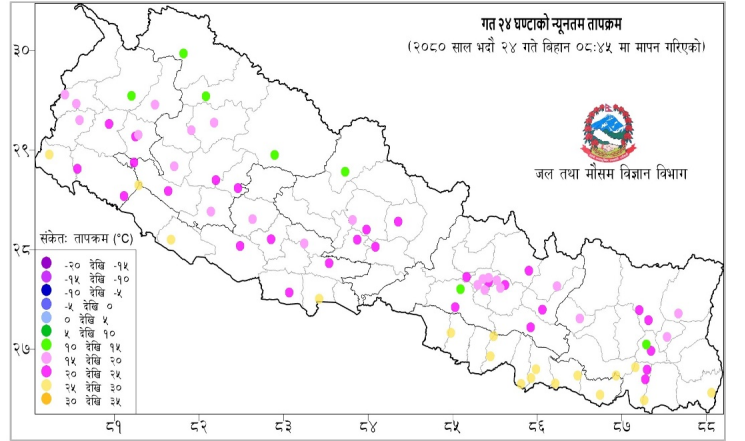 गत २४ घण्टाको न्यूनतम तापक्रम
(२०८० साल भदौ २४ गते बिहान ०८:४५ मा मापन गरिएको)
जल तथा मौसम विज्ञान विभाग
३०
२९
२८
२७
संकेतः तापक्रम (°C)
-२० देखि -१५
-१५ देखि -१०
-१० देखि -५
-५ देखि ०
० देखि ५
५ देखि १०
१० देखि १५
१५ देखि २०
२० देखि २५
२५ देखि ३०
३० देखि ३५
८१ ८२ ८३ ८४ ८५ ८६ ८७ ८८